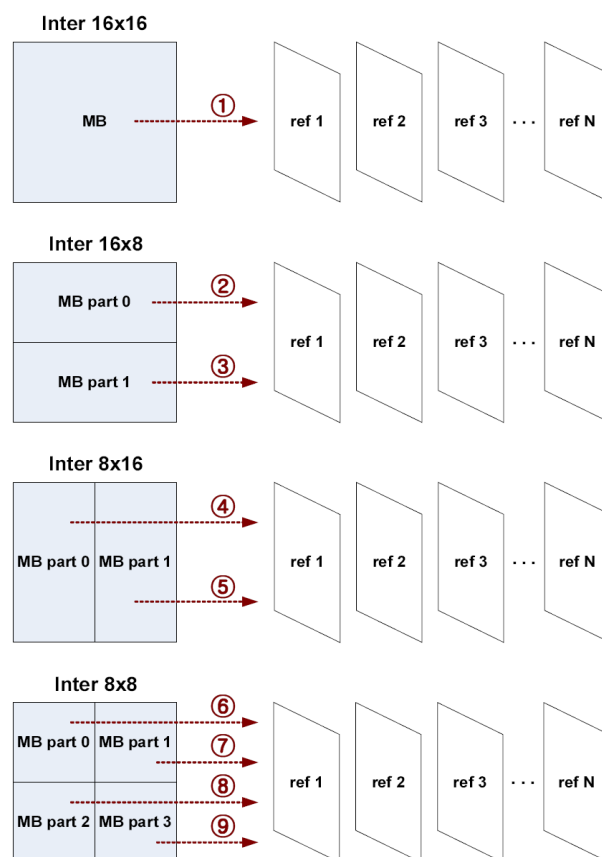 Inter 16x16
MB ① ref 1 ref 2 ref 3 ... ref N
Inter 16x8
MB part 0 ②
ref 1 ref 2 ref 3 ... ref N
MB part 1 ③
Inter 8x16
④
MB part 0 MB part 1 ref 1 ref 2 ref 3 ... ref N
⑤
Inter 8x8
⑥
MB part 0 MB part 1
⑦
ref 1 ref 2 ref 3 ... ref N
⑧
MB part 2 MB part 3
⑨